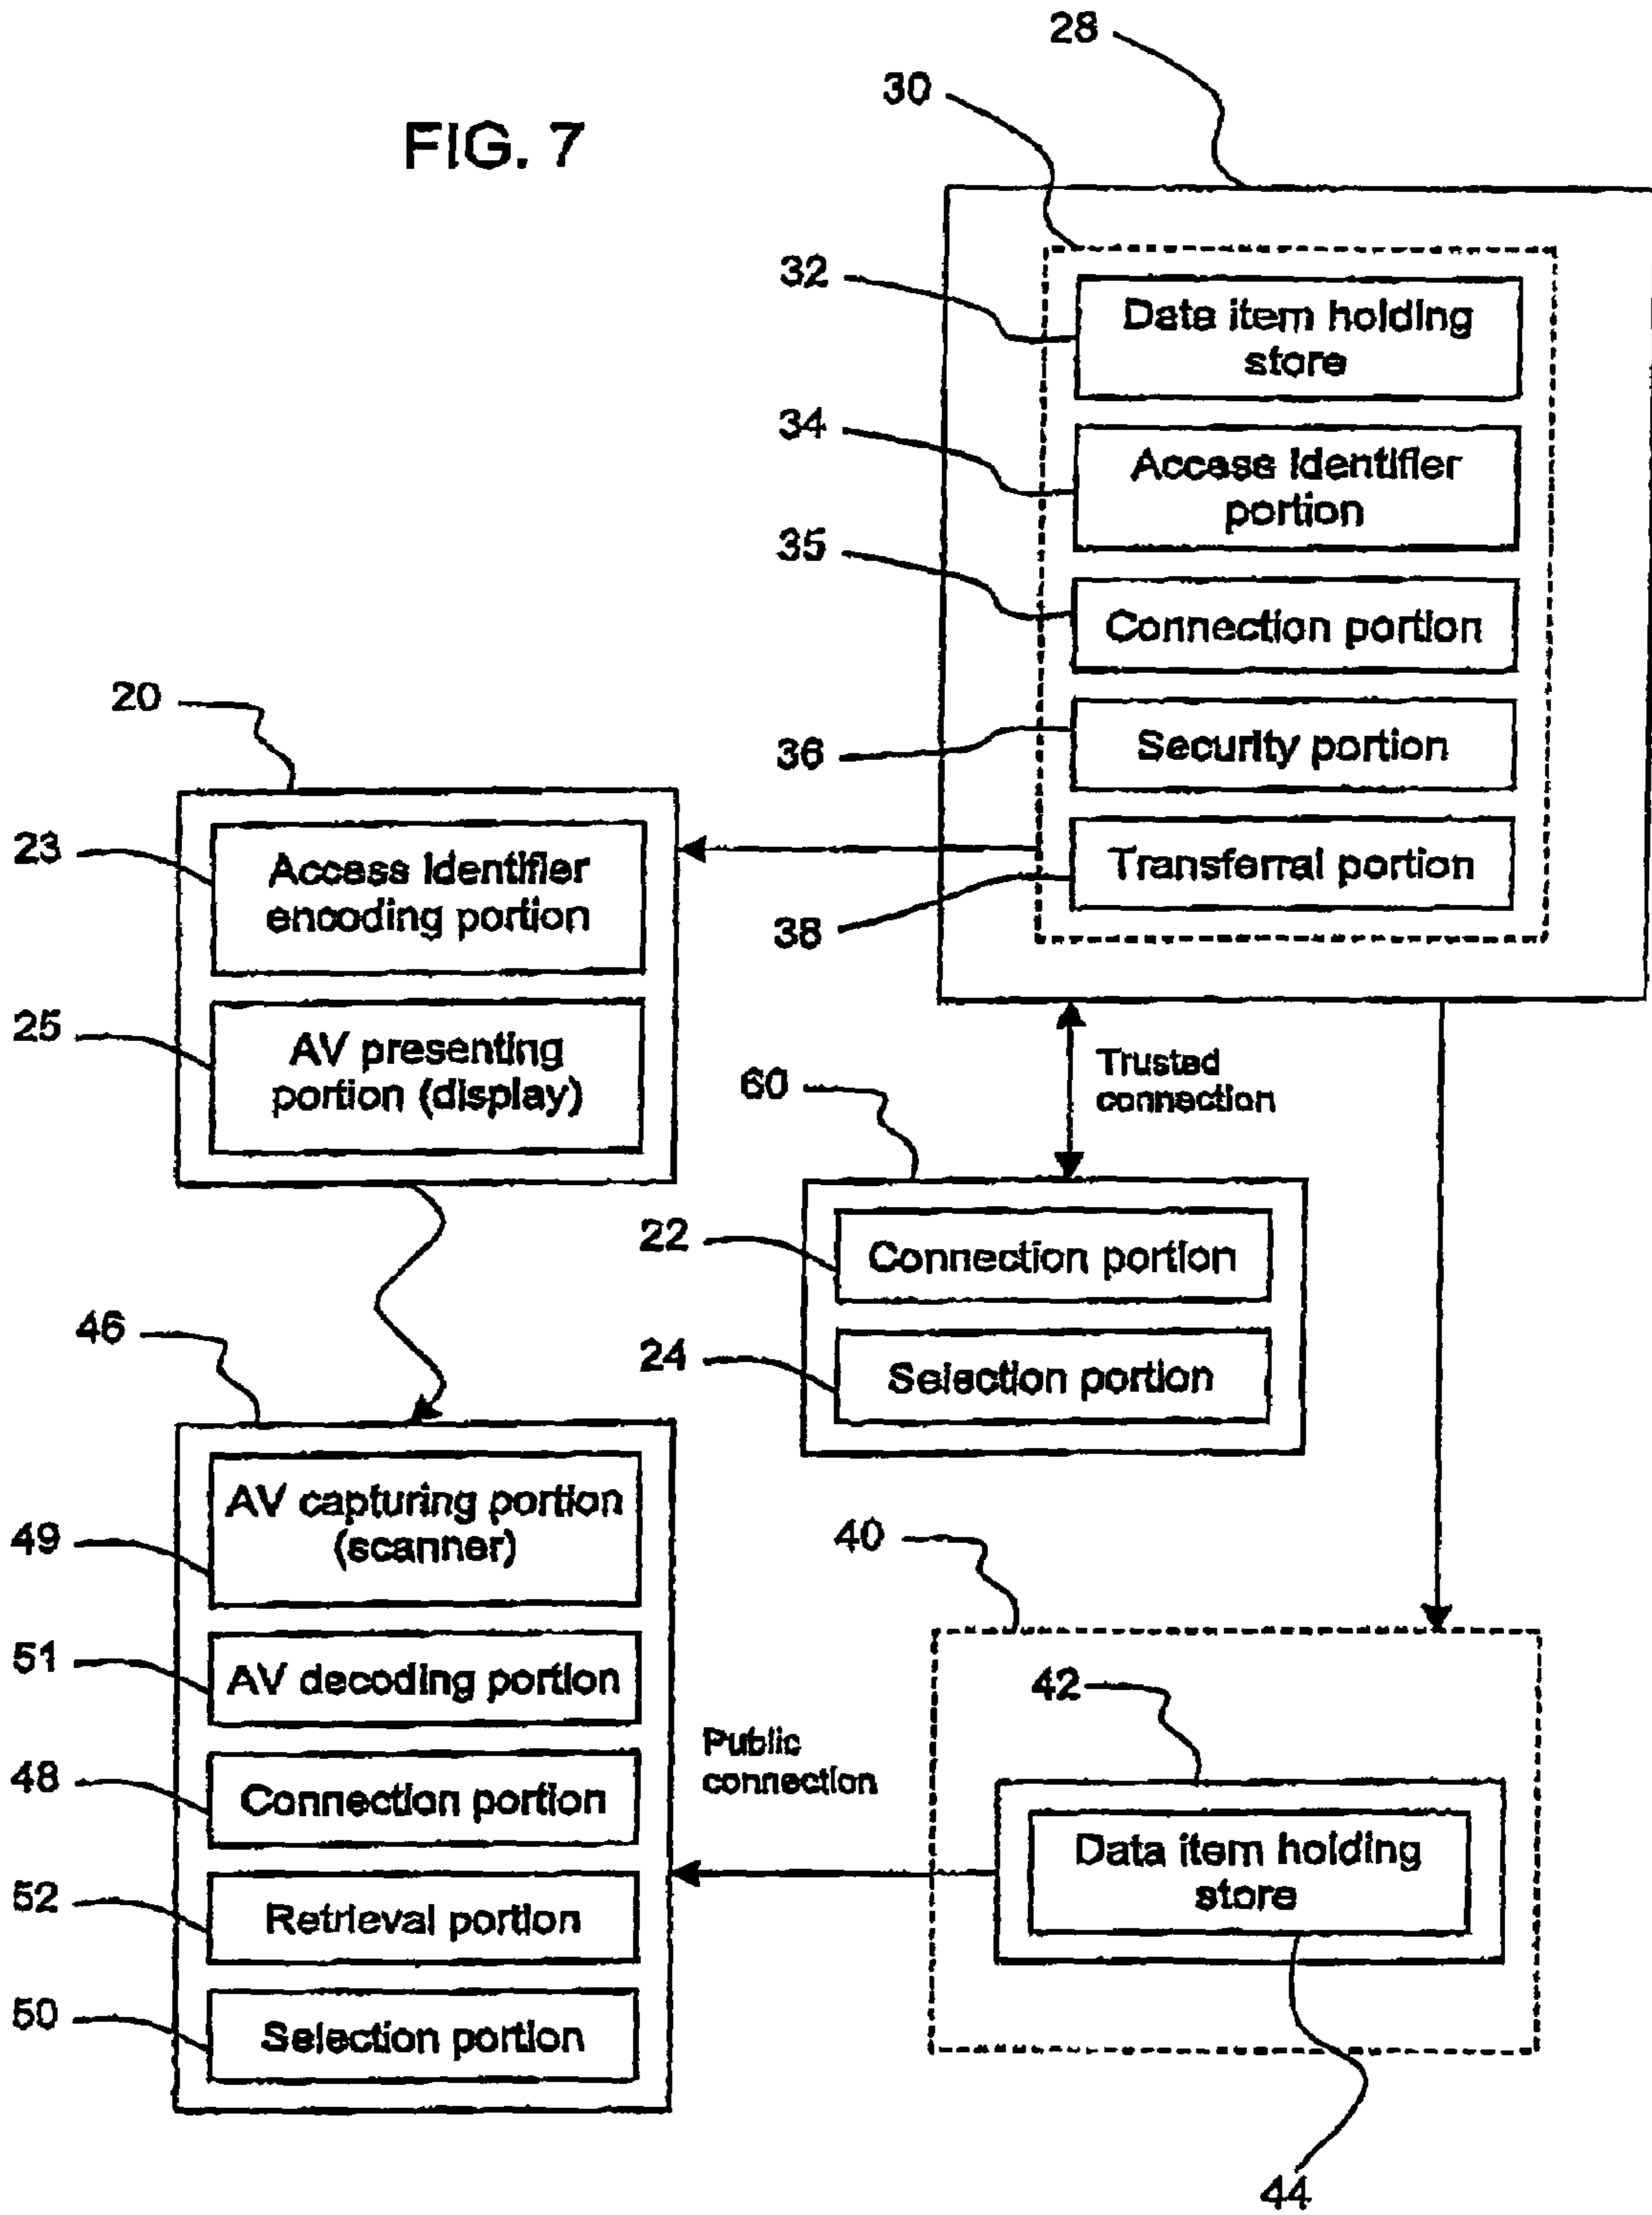 FIG. 7
28
30
32
Data item holding
store
34
Access Identifier
portion
35
Connection portion
36
Security portion
38
Transferral portion
20
23
Access Identifier
encoding portion
25
AV presenting
portion (display)
Trusted
connection
60
22
Connection portion
24
Selection portion
46
49
AV capturing portion
(scanner)
51
AV decoding portion
48
Connection portion
52
Retrieval portion
50
Selection portion
Public
connection
40
42
Data item holding
store
44